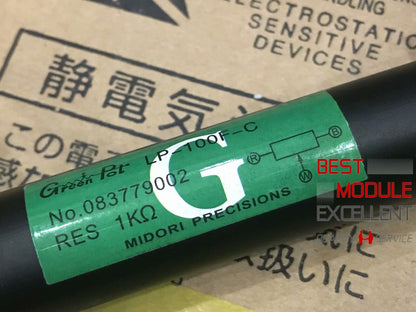 ELECTROSTATIC
SENSITIVE
DEVICES
静電気
この電
Green Pot LP-100F-C
No.083779002
RES 1KΩ
MIDORI PRECISIONS
G
R
B
W
BEST
MODULE
EXCELLENT
扱いに